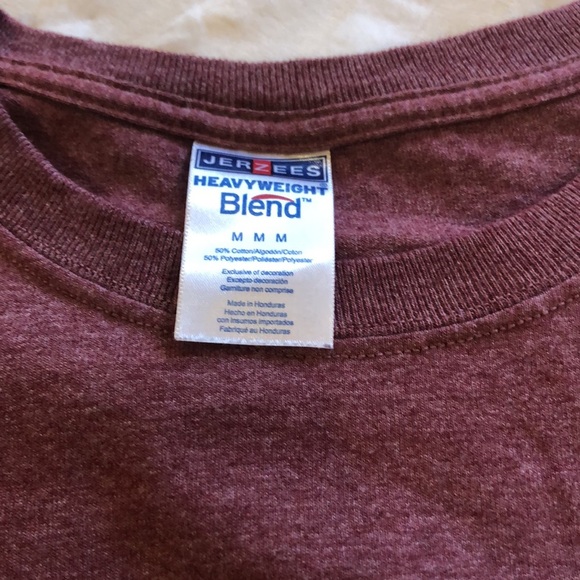 JERZEES
HEAVYWEIGHT
Blend™
M M M
50% Cotton/Algodón/Coton
50% Polyester/Poliéster/Polyester
Exclusive of decoration
Excepto decoración
Garniture non comprise
Made in Honduras
Hecho en Honduras
con insumos importados
Fabriqué au Honduras